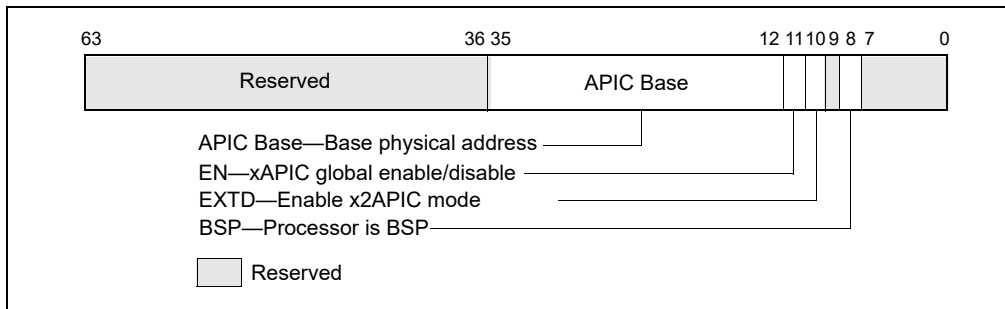 63 36 35 12 11 10 9 8 7 0
Reserved APIC Base
APIC Base—Base physical address
EN—xAPIC global enable/disable
EXTD—Enable x2APIC mode
BSP—Processor is BSP
Reserved